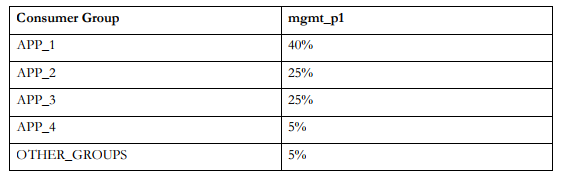 Consumer Group mgmt_p1
APP_1 40%
APP_2 25%
APP_3 25%
APP_4 5%
OTHER_GROUPS 5%